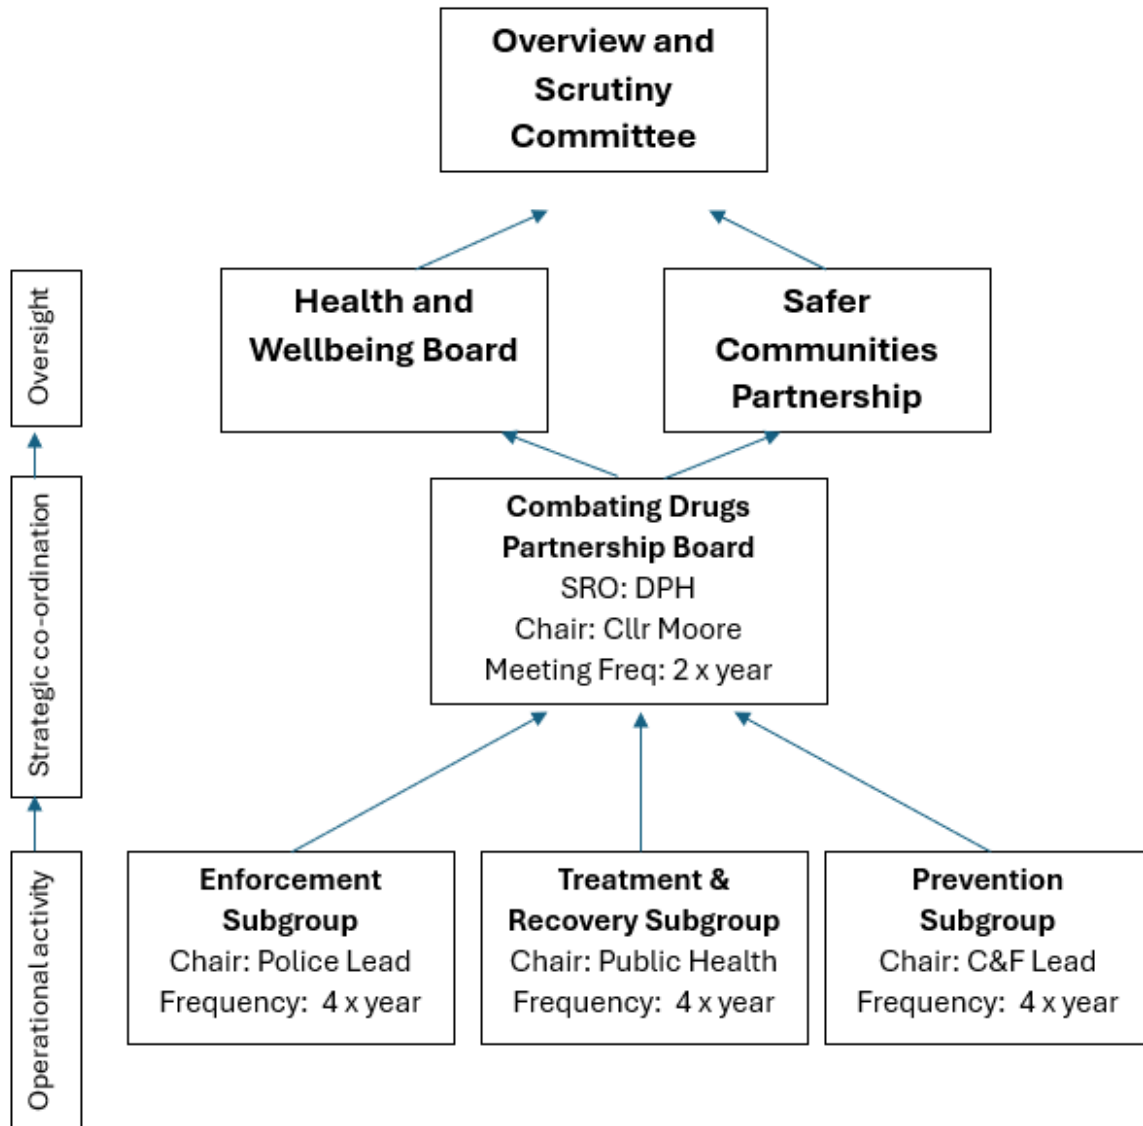 Overview and
Scrutiny
Committee
Oversight
Health and
Wellbeing Board
Safer
Communities
Partnership
Strategic co-ordination
Combating Drugs
Partnership Board
SRO: DPH
Chair: Cllr Moore
Meeting Freq: 2 x year
Operational activity
Enforcement
Subgroup
Chair: Police Lead
Frequency:  4 x year
Treatment &
Recovery Subgroup
Chair: Public Health
Frequency:  4 x year
Prevention
Subgroup
Chair: C&F Lead
Frequency:  4 x year